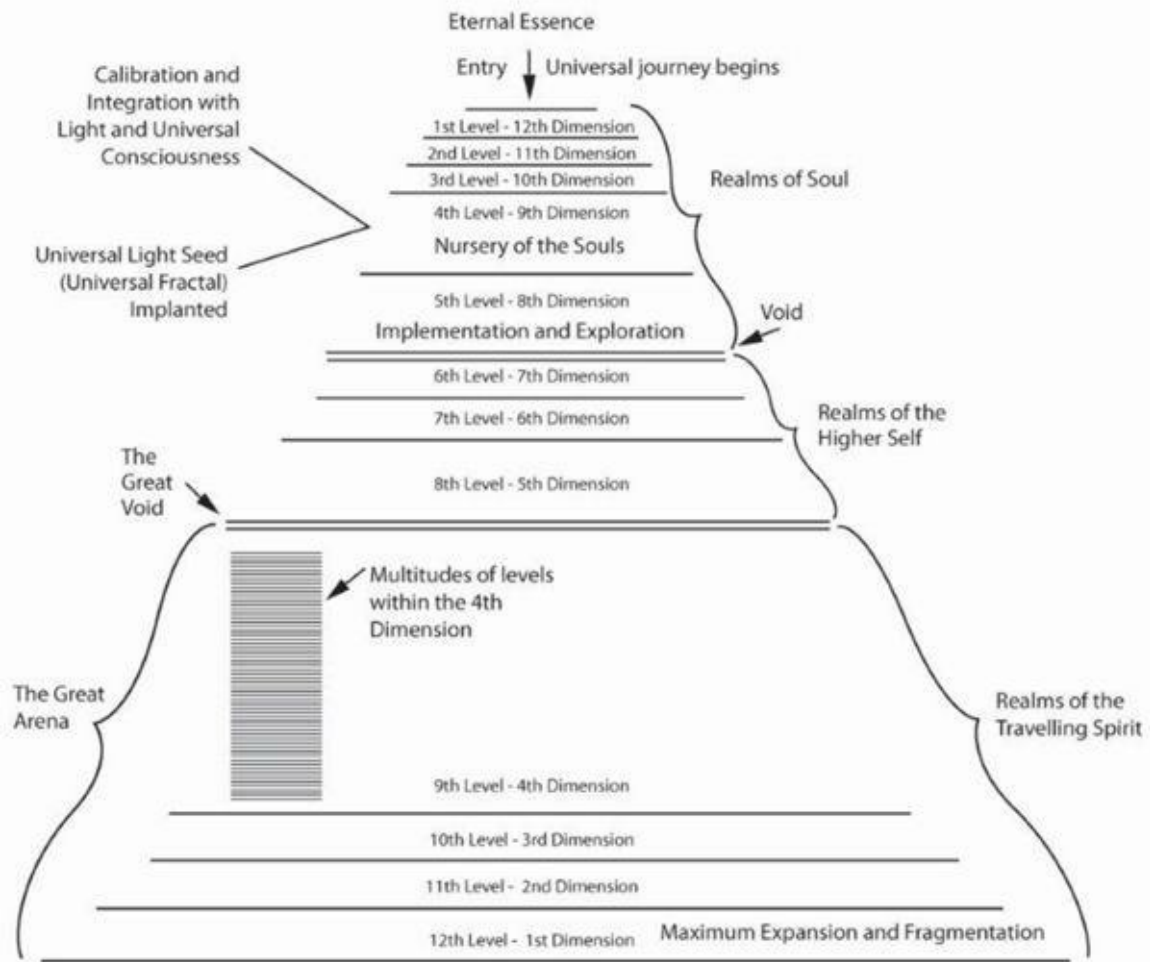 Eternal Essence
Entry
Universal journey begins
Calibration and
Integration with
Light and Universal
Consciousness
1st Level - 12th Dimension
2nd Level - 11th Dimension
3rd Level - 10th Dimension
Realms of Soul
4th Level - 9th Dimension
Nursery of the Souls
Universal Light Seed
(Universal Fractal)
Implanted
5th Level - 8th Dimension
Implementation and Exploration
Void
6th Level - 7th Dimension
7th Level - 6th Dimension
Realms of the
Higher Self
The
Great
Void
8th Level - 5th Dimension
Multitudes of levels
within the 4th
Dimension
The Great
Arena
Realms of the
Travelling Spirit
9th Level - 4th Dimension
10th Level - 3rd Dimension
11th Level - 2nd Dimension
12th Level - 1st Dimension
Maximum Expansion and Fragmentation